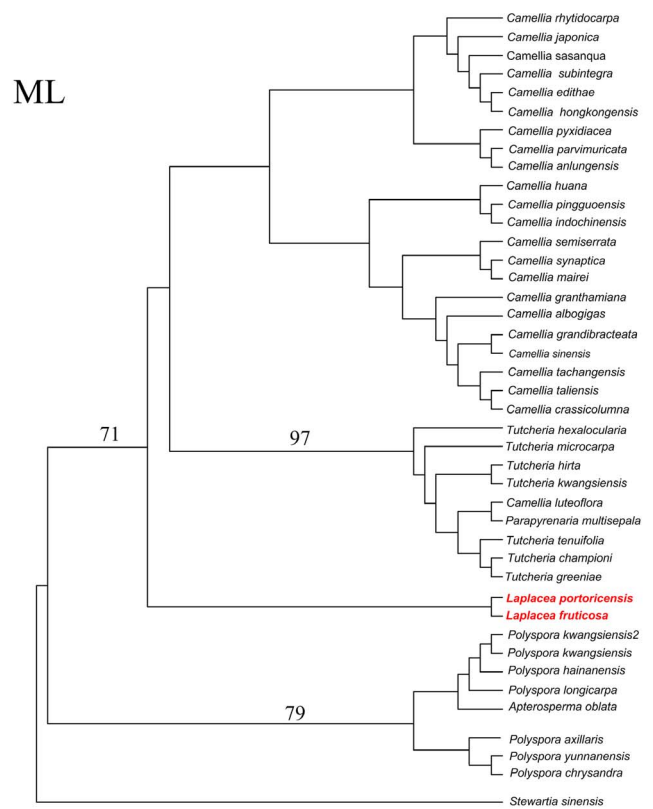 Camellia rhytidocarpa
Camellia japonica
Camellia sasanqua
ML
Camellia subintegra
Camellia edithae
Camellia hongkongensis
Camellia pyxidiacea
Camellia parvimuricata
Camellia anlungensis
Camellia huana
Camellia pingguoensis
Camellia indochinensis
Camellia semiserrata
Camellia synaptica
Camellia mairei
Camellia granthamiana
Camellia albogigas
Camellia grandibracteata
Camellia sinensis
Camellia tachangensis
Camellia taliensis
Camellia crassicolumna
71
97
Tutcheria hexalocularia
Tutcheria microcarpa
Tutcheria hirta
Tutcheria kwangsiensis
Camellia luteoflora
Parapyrenaria multisepala
Tutcheria tenuifolia
Tutcheria championi
Tutcheria greeniae
Laplacea portoricensis
Laplacea fruticosa
Polyspora kwangsiensis2
Polyspora kwangsiensis
Polyspora hainanensis
Polyspora longicarpa
Apterosperma oblata
79
Polyspora axillaris
Polyspora yunnanensis
Polyspora chrysandra
Stewartia sinensis